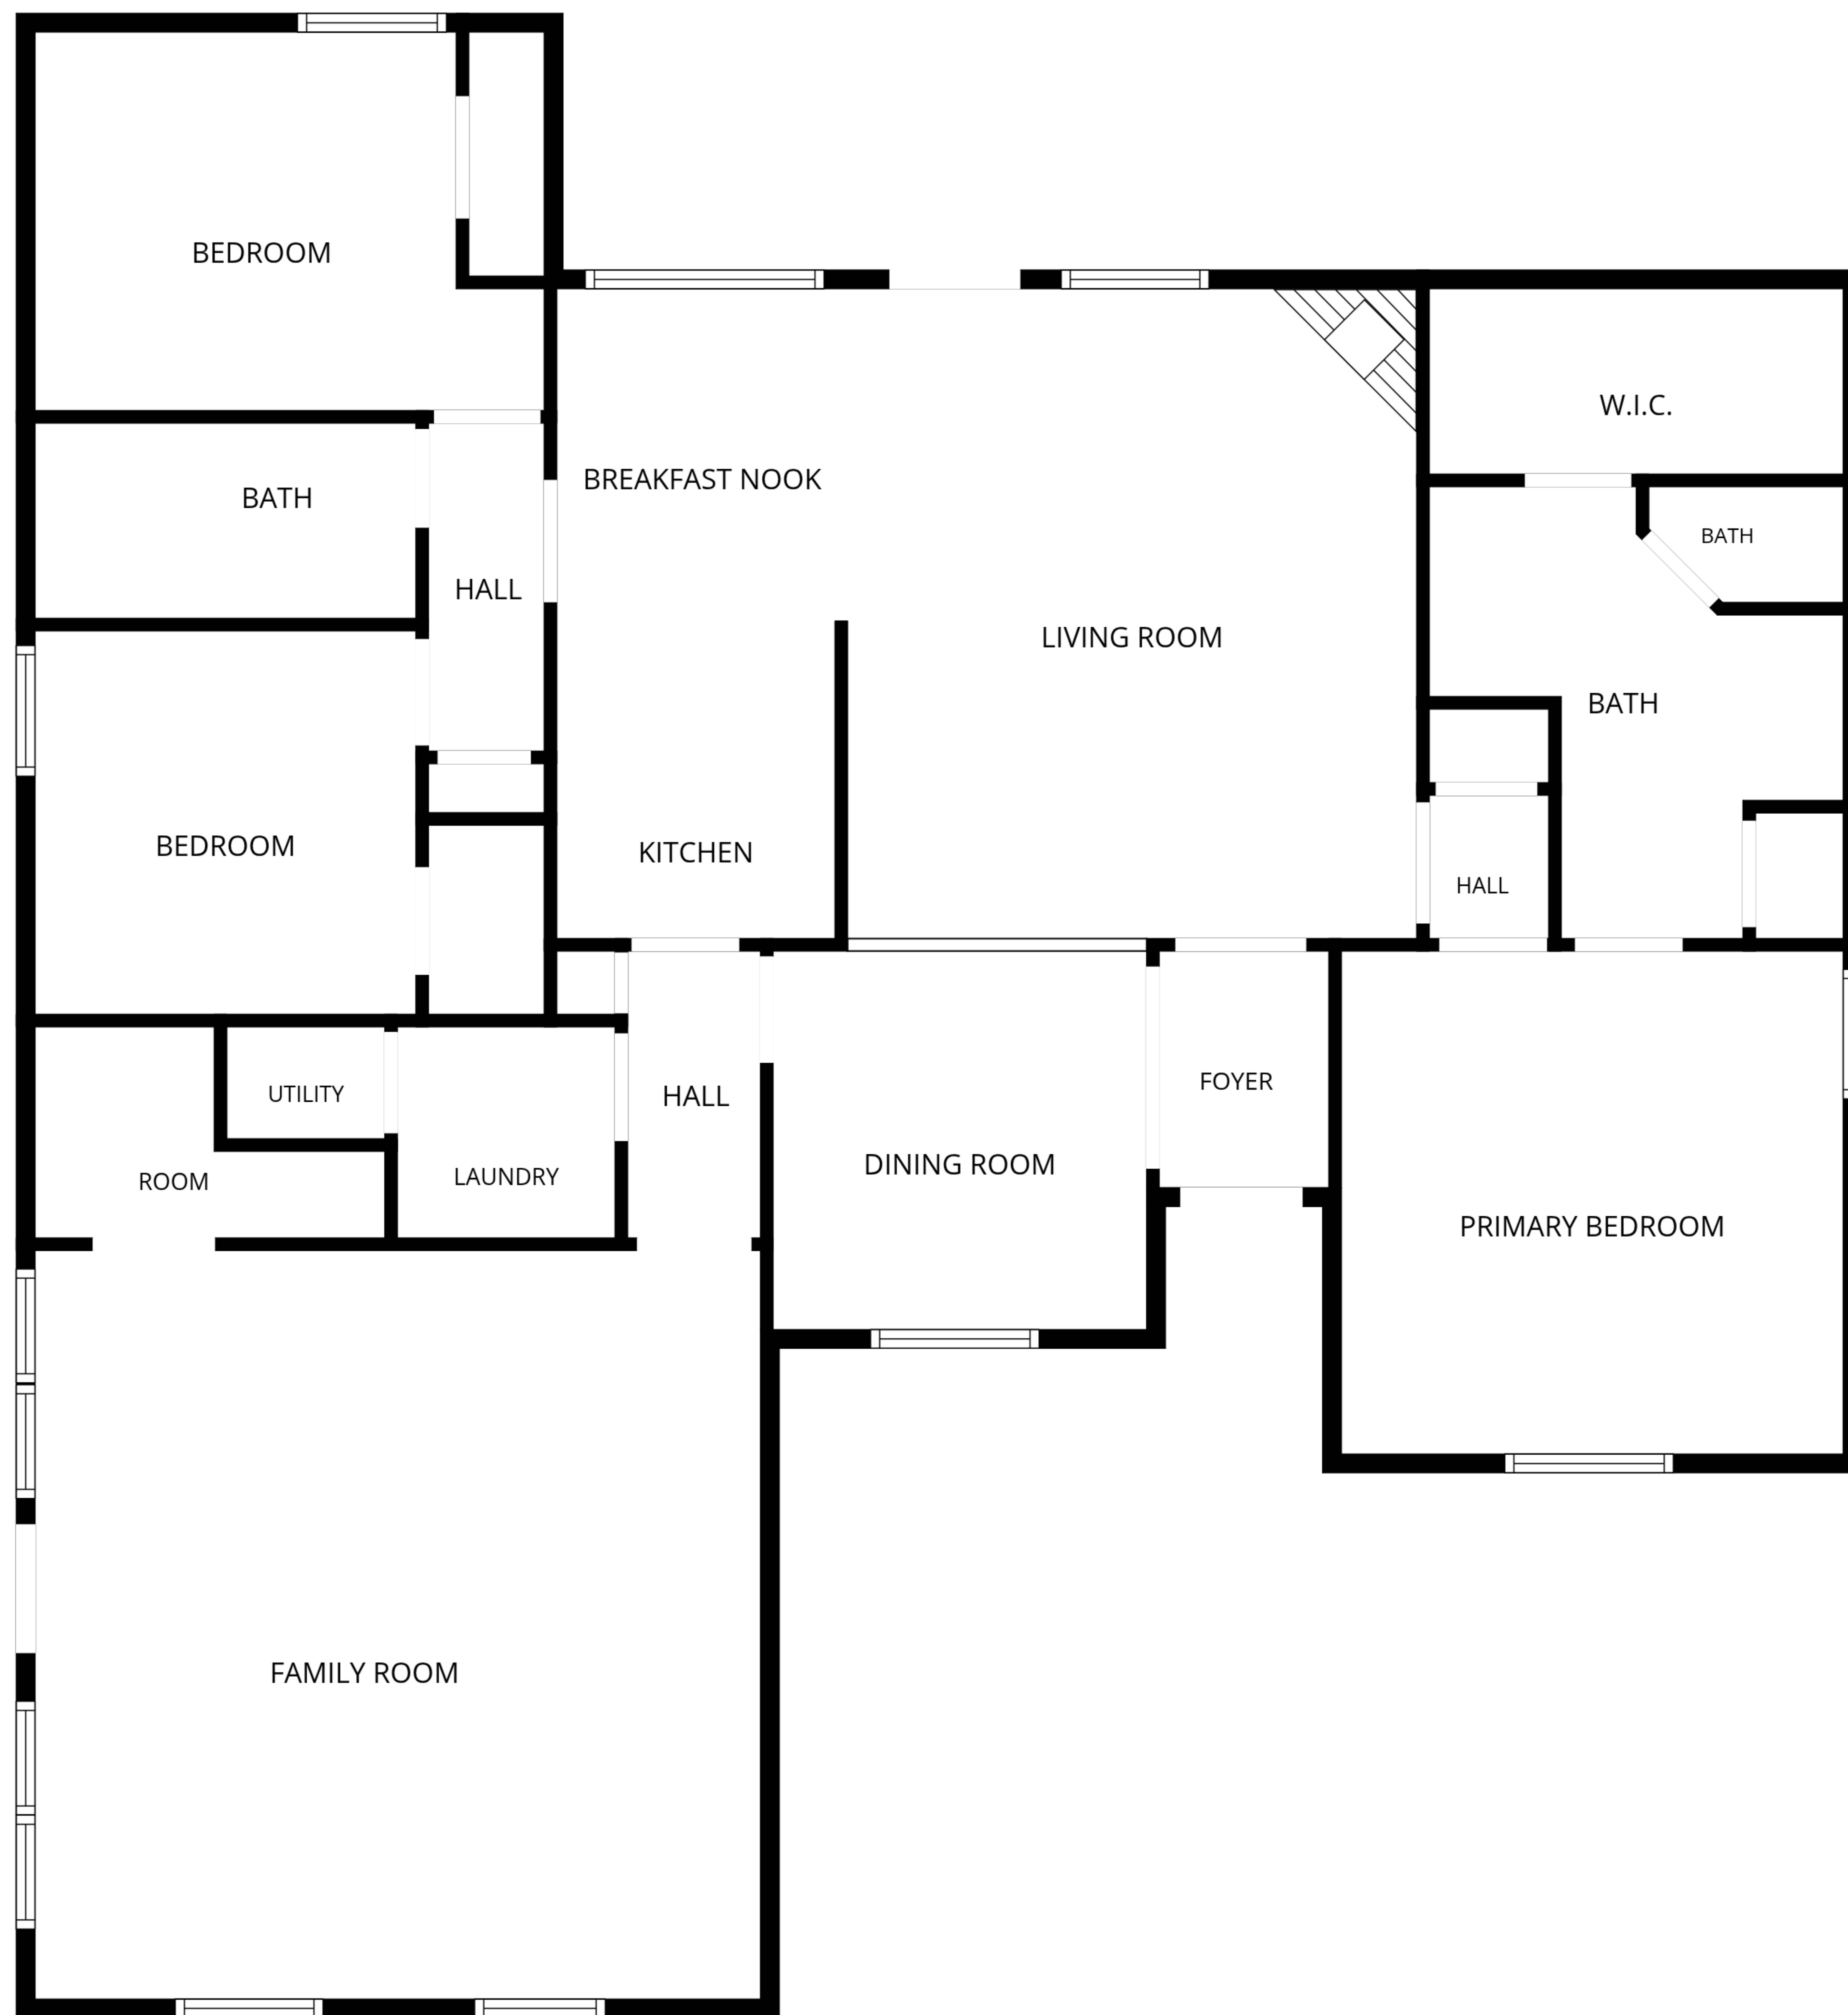 BEDROOM
W.I.C.
BREAKFAST NOOK
BATH
BATH
HALL
LIVING ROOM
BATH
BEDROOM
KITCHEN
HALL
UTILITY
HALL
FOYER
ROOM
LAUNDRY
DINING ROOM
PRIMARY BEDROOM
FAMILY ROOM